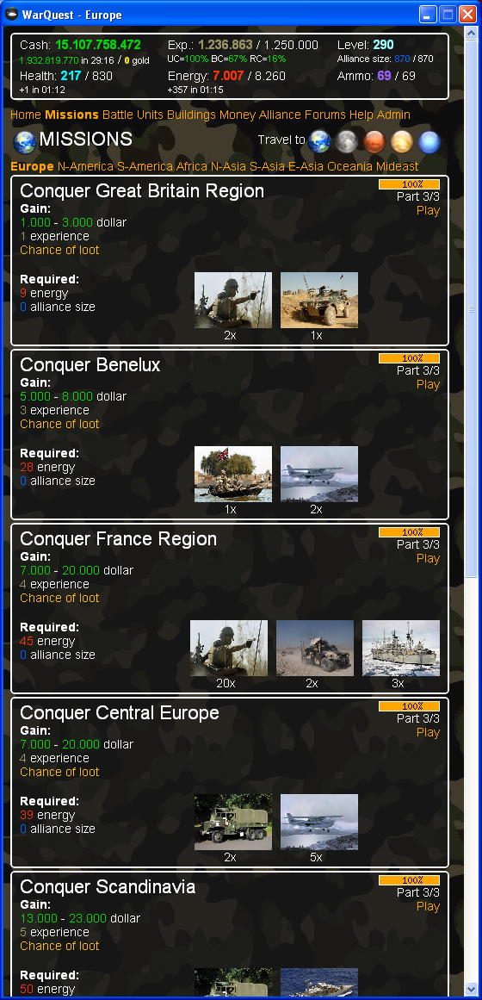 WarQuest - Europe
Cash: 15.107.758.472 Exp.: 1.236.863 / 1.250.000 Level: 290
1.932.819.770 in 29:16 / 0 gold UC=100% BC=67% RC=16% Alliance size: 870 / 870
Health: 217 / 830 Energy: 7.007 / 8.260 Ammo: 69 / 69
+1 in 01:12 +357 in 01:15
Home Missions Battle Units Buildings Money Alliance Forums Help Admin
MISSIONS Travel to
Europe N-America S-America Africa N-Asia S-Asia E-Asia Oceania Mideast
Conquer Great Britain Region 100%
Part 3/3
Gain: Play
1.000 - 3.000 dollar
1 experience
Chance of loot
Required:
9 energy
0 alliance size
2x 1x
Conquer Benelux 100%
Part 3/3
Gain: Play
5.000 - 8.000 dollar
3 experience
Chance of loot
Required:
28 energy
0 alliance size
1x 2x
Conquer France Region 100%
Part 3/3
Gain: Play
7.000 - 20.000 dollar
4 experience
Chance of loot
Required:
45 energy
0 alliance size
20x 2x 3x
Conquer Central Europe 100%
Part 3/3
Gain: Play
7.000 - 20.000 dollar
4 experience
Chance of loot
Required:
39 energy
0 alliance size
2x 5x
Conquer Scandinavia 100%
Part 3/3
Gain: Play
13.000 - 23.000 dollar
5 experience
Chance of loot
Required:
50 energy